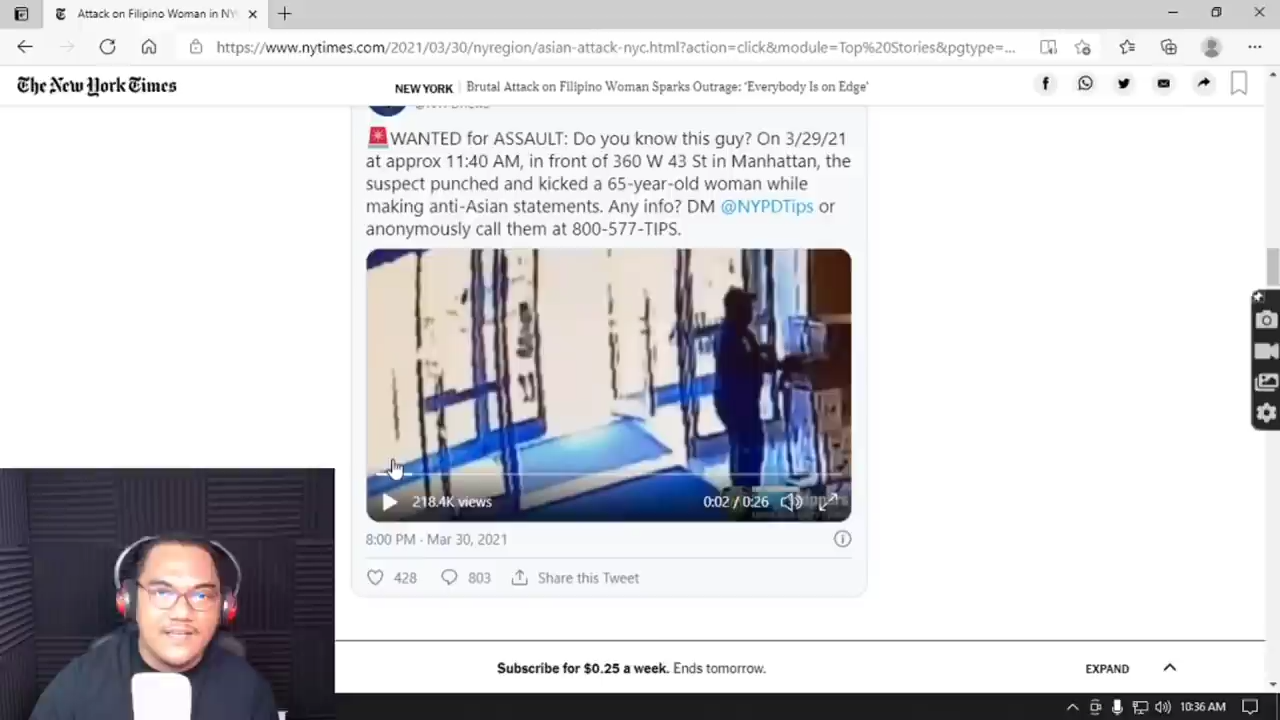 Attack on Filipino Woman in NY
https://www.nytimes.com/2021/03/30/nyregion/asian-attack-nyc.html?action=click&module=Top%20Stories&pgtype=...
The New York Times
NEW YORK | Brutal Attack on Filipino Woman Sparks Outrage: 'Everybody Is on Edge'
WANTED for ASSAULT: Do you know this guy? On 3/29/21
at approx 11:40 AM, in front of 360 W 43 St in Manhattan, the
suspect punched and kicked a 65-year-old woman while
making anti-Asian statements. Any info? DM @NYPDTips or
anonymously call them at 800-577-TIPS.
218.4K views
0:02 / 0:26
8:00 PM · Mar 30, 2021
428
803
Share this Tweet
Subscribe for $0.25 a week. Ends tomorrow.
EXPAND
10:36 AM